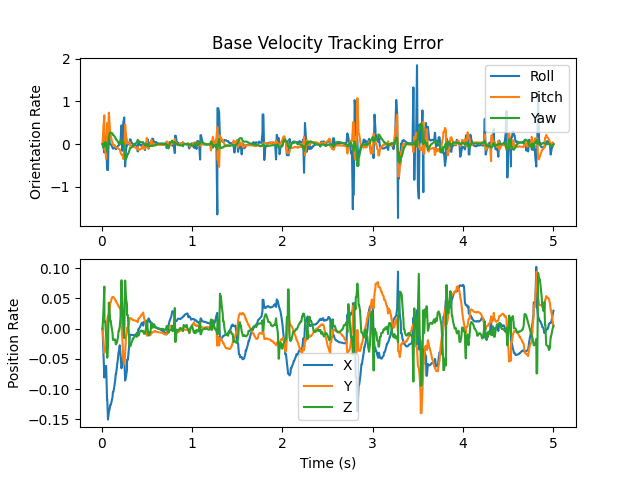 Base Velocity Tracking Error
Orientation Rate
2
1
0
−1
Roll
Pitch
Yaw
0 1 2 3 4 5
Position Rate
0.10
0.05
0.00
−0.05
−0.10
−0.15
X
Y
Z
0 1 2 3 4 5
Time (s)